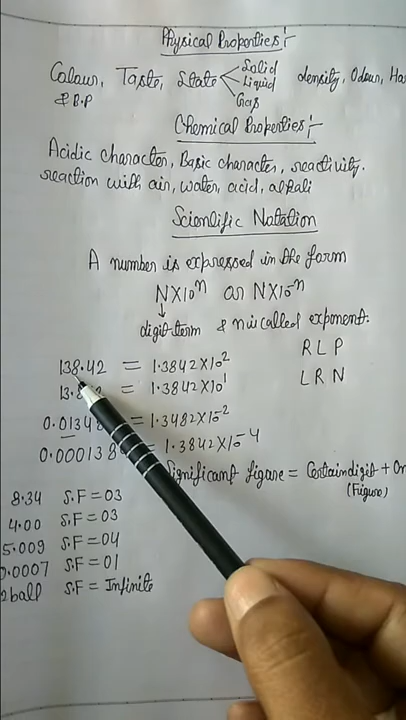 Physical Properties:-
Colour, Taste, State Solid Liquid Gas density, Odour, Ha
& B.P
Chemical Properties:-
Acidic character, Basic character, reactivity.
reaction with air, water, acid, alkali
Scientific Notation
A number is expressed in the form
N×10ⁿ or N×10⁻ⁿ
↓
digit term & n is called exponent.
138.42 = 1.3842×10² R L P
= 1.3842×10¹ L R N
= 1.3482×10⁻²
0.000138 = 1.3842×10⁻⁴
Significant figure = Certain digit +
(Figure)
8.34 S.F = 03
4.00 S.F = 03
5.009 S.F = 04
0.0007 S.F = 01
ball S.F = Infinite